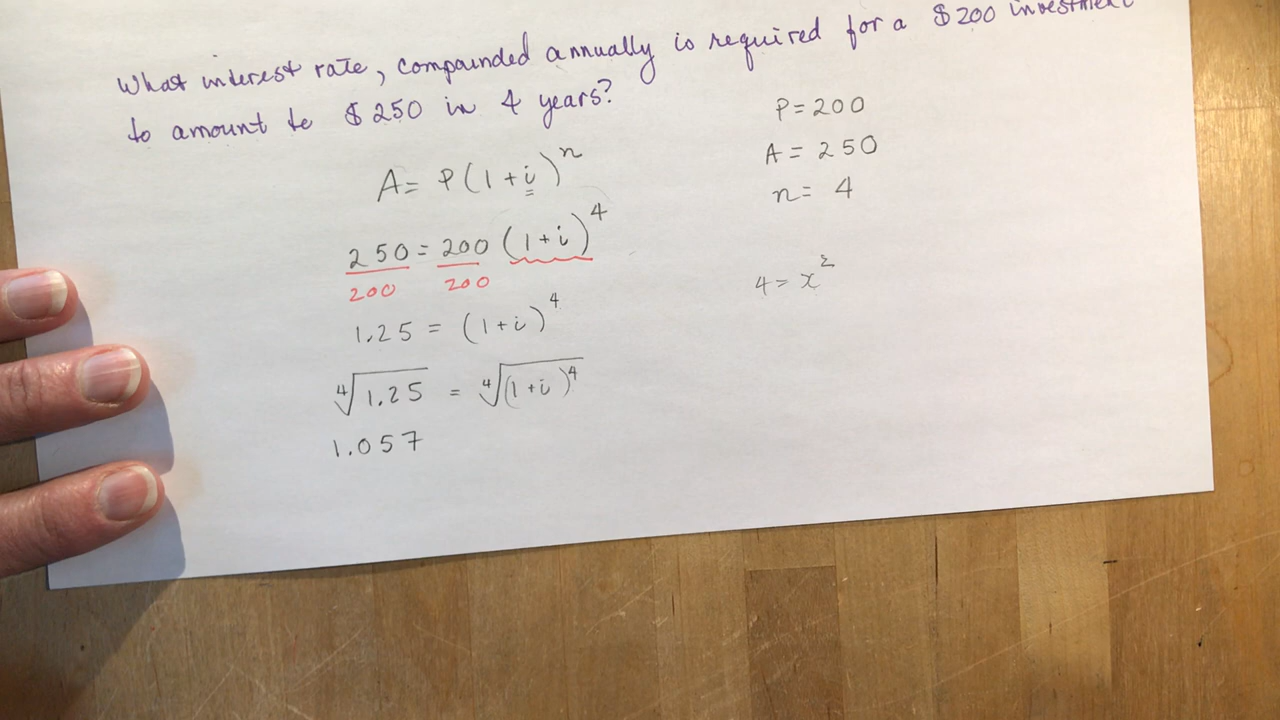 What interest rate, compounded annually is required for a $200 investment
to amount to $250 in 4 years?
P = 200
A = P(1+i)^n
A = 250
n = 4
250 = 200 (1+i)^4
200 200
4 = x^2
1.25 = (1+i)^4
∜1.25 = ∜(1+i)^4
1.057